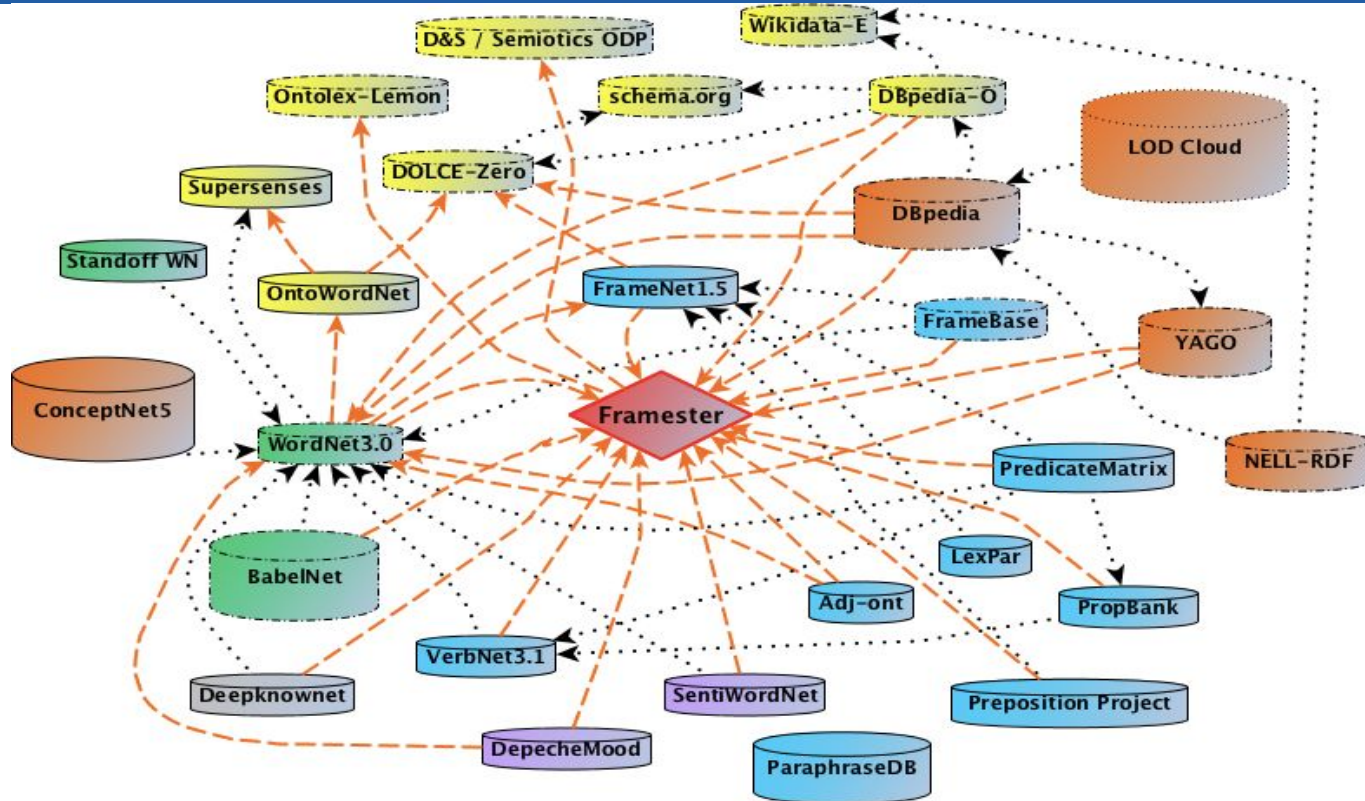 Wikidata-E
D&S / Semiotics ODP
Ontolex-Lemon
schema.org
DBpedia-O
LOD Cloud
DOLCE-Zero
Supersenses
DBpedia
Standoff WN
OntoWordNet
FrameNet1.5
FrameBase
YAGO
ConceptNet5
Framester
WordNet3.0
PredicateMatrix
NELL-RDF
LexPar
BabelNet
Adj-ont
PropBank
VerbNet3.1
Deepknownet
SentiWordNet
Preposition Project
DepecheMood
ParaphraseDB